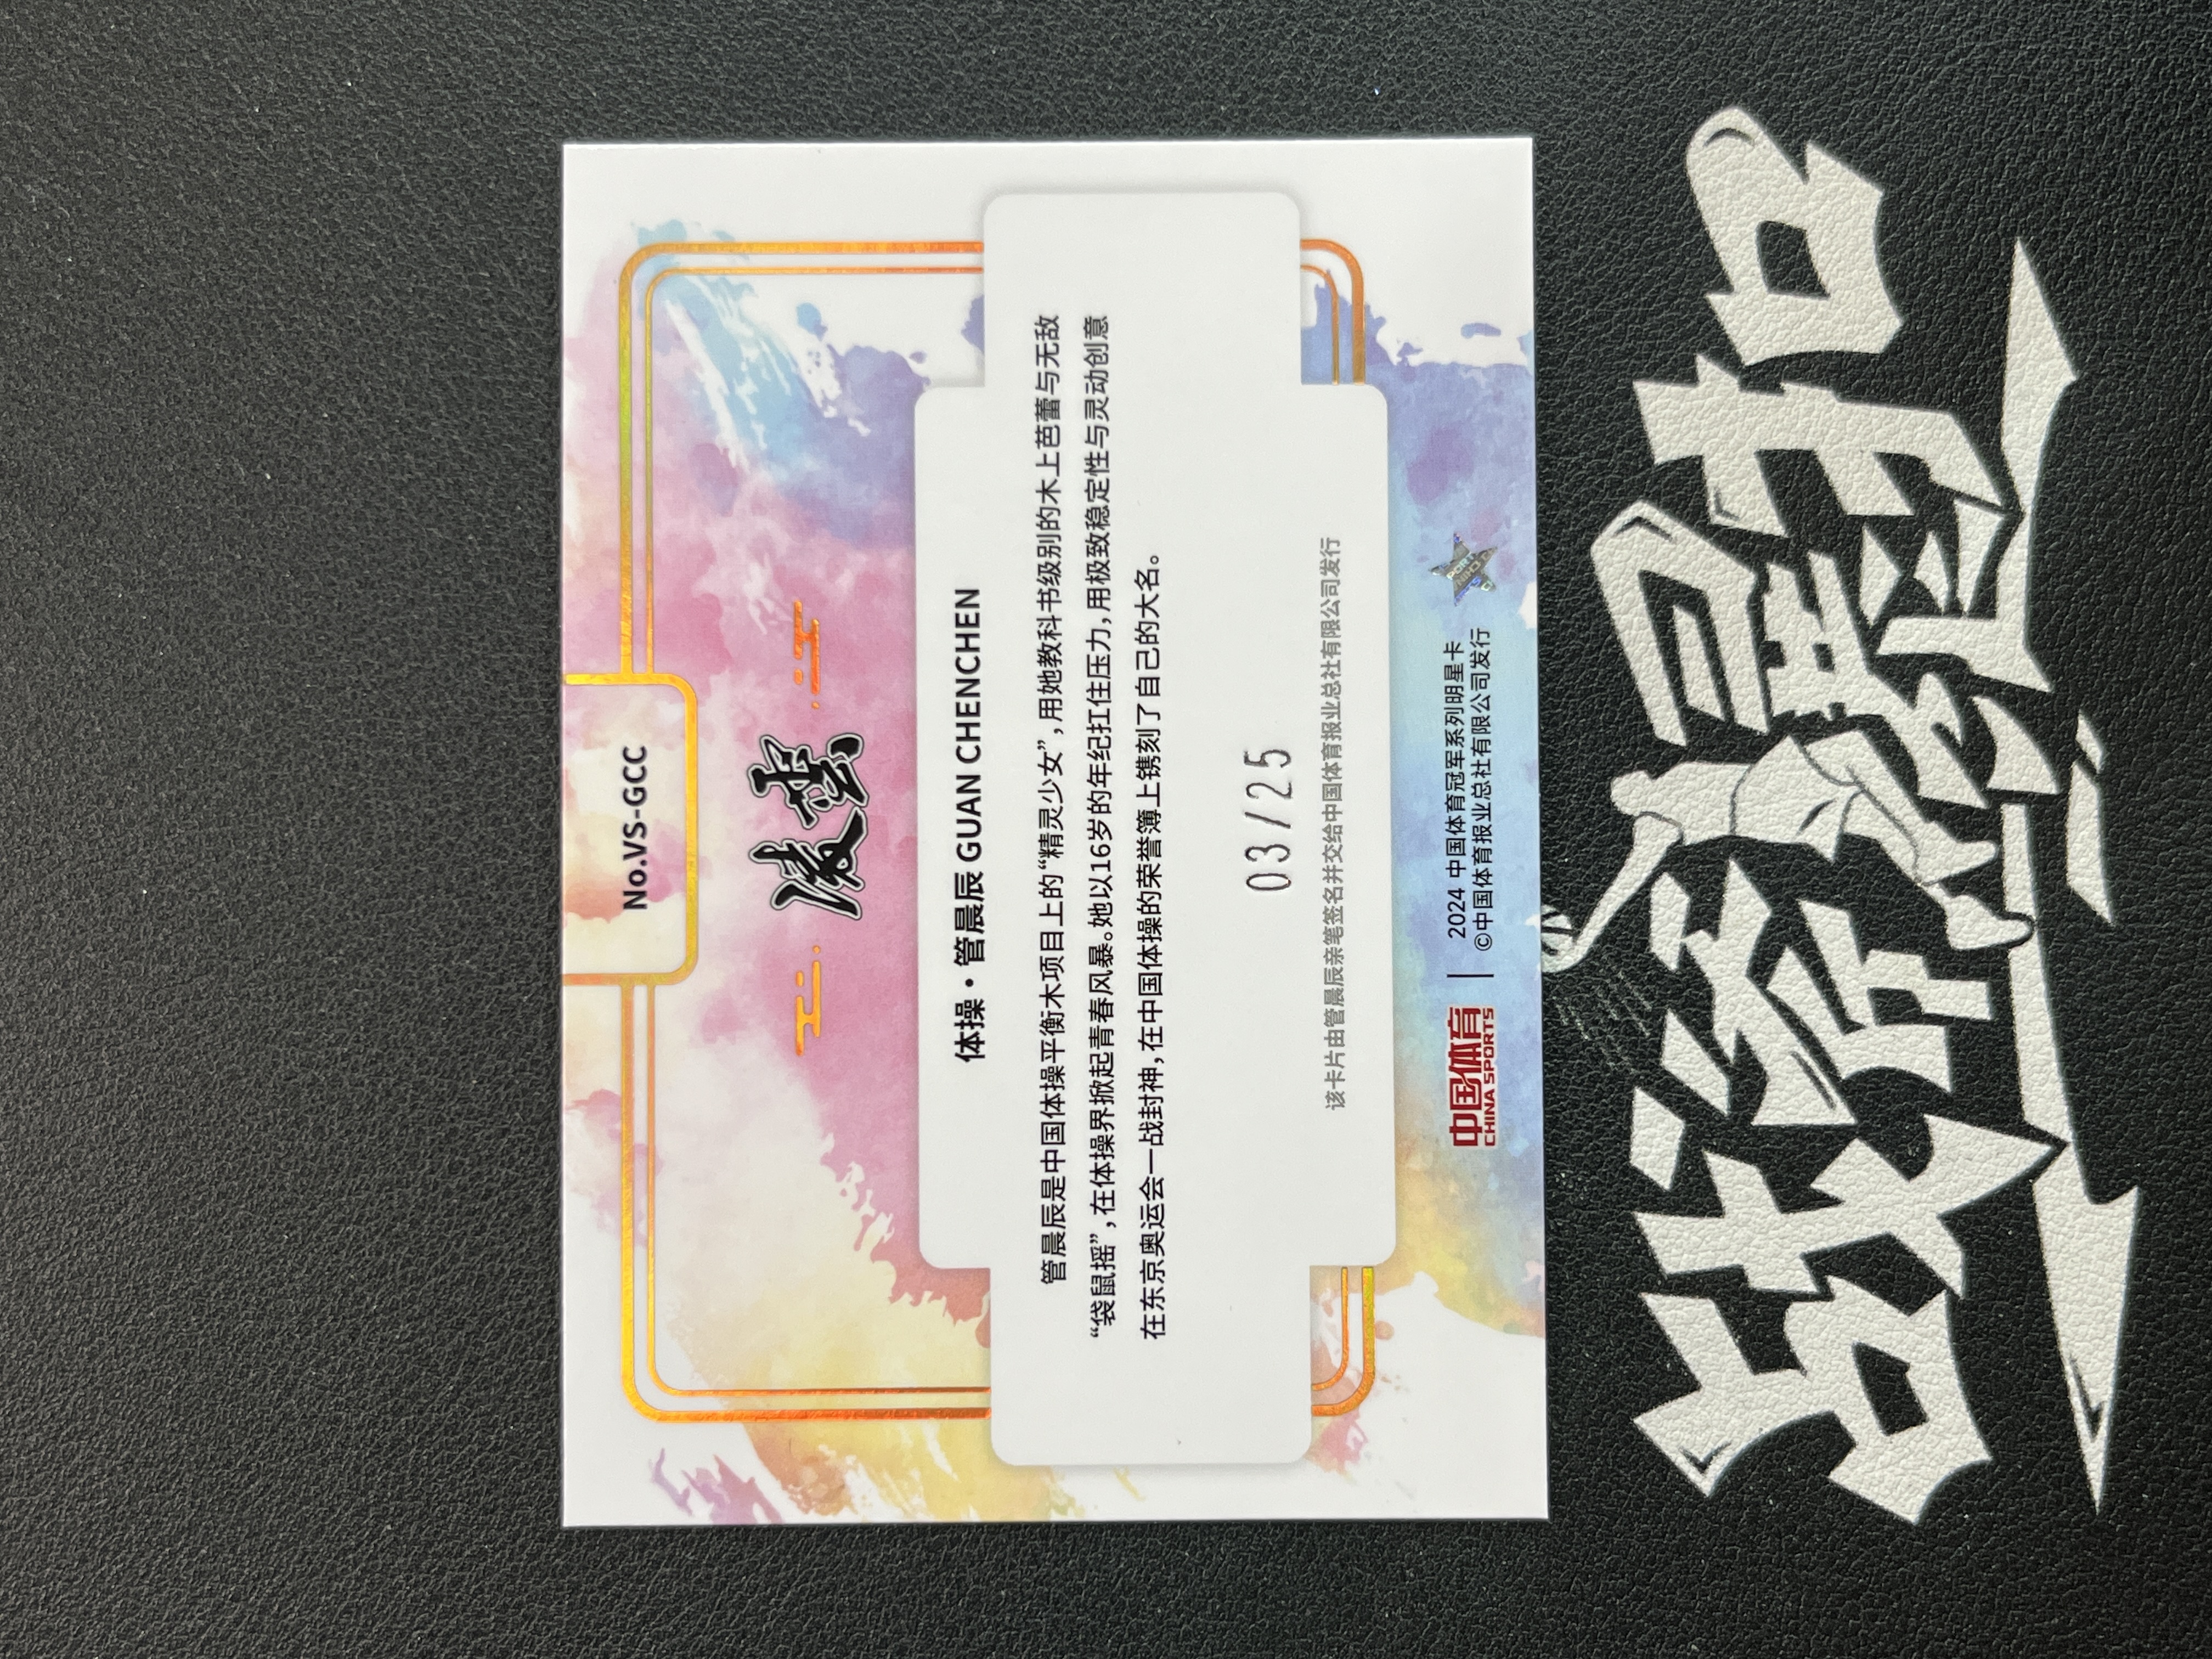 No.VS-GCC
凌雲
体操·管晨辰 GUAN CHENCHEN
管晨辰是中国体操平衡木项目上的“精灵少女”，用她教科书级别的木上芭蕾与无敌
“袋鼠摇”，在体操界掀起青春风暴。她以16岁的年纪扛住压力，用极致稳定性与灵动创意
在东京奥运会一战封神，在中国体操的荣誉簿上镌刻了自己的大名。
03/25
该卡片由管晨辰亲笔签名并交给中国体育报业总社有限公司发行
中国体育
CHINA SPORTS
2024 中国体育冠军系列明星卡
©中国体育报业总社有限公司发行